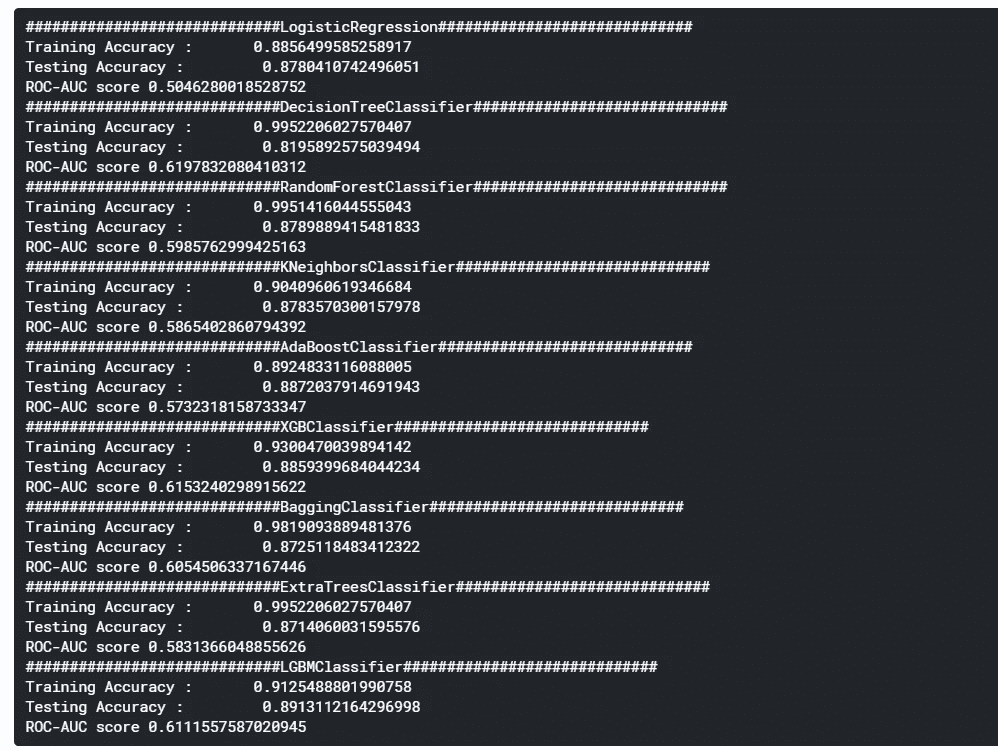 #############################LogisticRegression#############################
Training Accuracy :       0.8856499585258917
Testing Accuracy :         0.8780410742496051
ROC-AUC score 0.5046280018528752
#############################DecisionTreeClassifier#############################
Training Accuracy :       0.9952206027570407
Testing Accuracy :         0.8195892575039494
ROC-AUC score 0.6197832080410312
#############################RandomForestClassifier#############################
Training Accuracy :       0.9951416044555043
Testing Accuracy :         0.8789889415481833
ROC-AUC score 0.5985762999425163
#############################KNeighborsClassifier#############################
Training Accuracy :       0.9040960619346684
Testing Accuracy :         0.8783570300157978
ROC-AUC score 0.5865402860794392
#############################AdaBoostClassifier#############################
Training Accuracy :       0.8924833116088005
Testing Accuracy :         0.8872037914691943
ROC-AUC score 0.5732318158733347
#############################XGBClassifier#############################
Training Accuracy :       0.9300470039894142
Testing Accuracy :         0.8859399684044234
ROC-AUC score 0.6153240298915622
#############################BaggingClassifier#############################
Training Accuracy :       0.9819093889481376
Testing Accuracy :         0.8725118483412322
ROC-AUC score 0.6054506337167446
#############################ExtraTreesClassifier#############################
Training Accuracy :       0.9952206027570407
Testing Accuracy :         0.8714060031595576
ROC-AUC score 0.5831366048855626
#############################LGBMClassifier#############################
Training Accuracy :       0.9125488801990758
Testing Accuracy :         0.8913112164296998
ROC-AUC score 0.6111557587020945